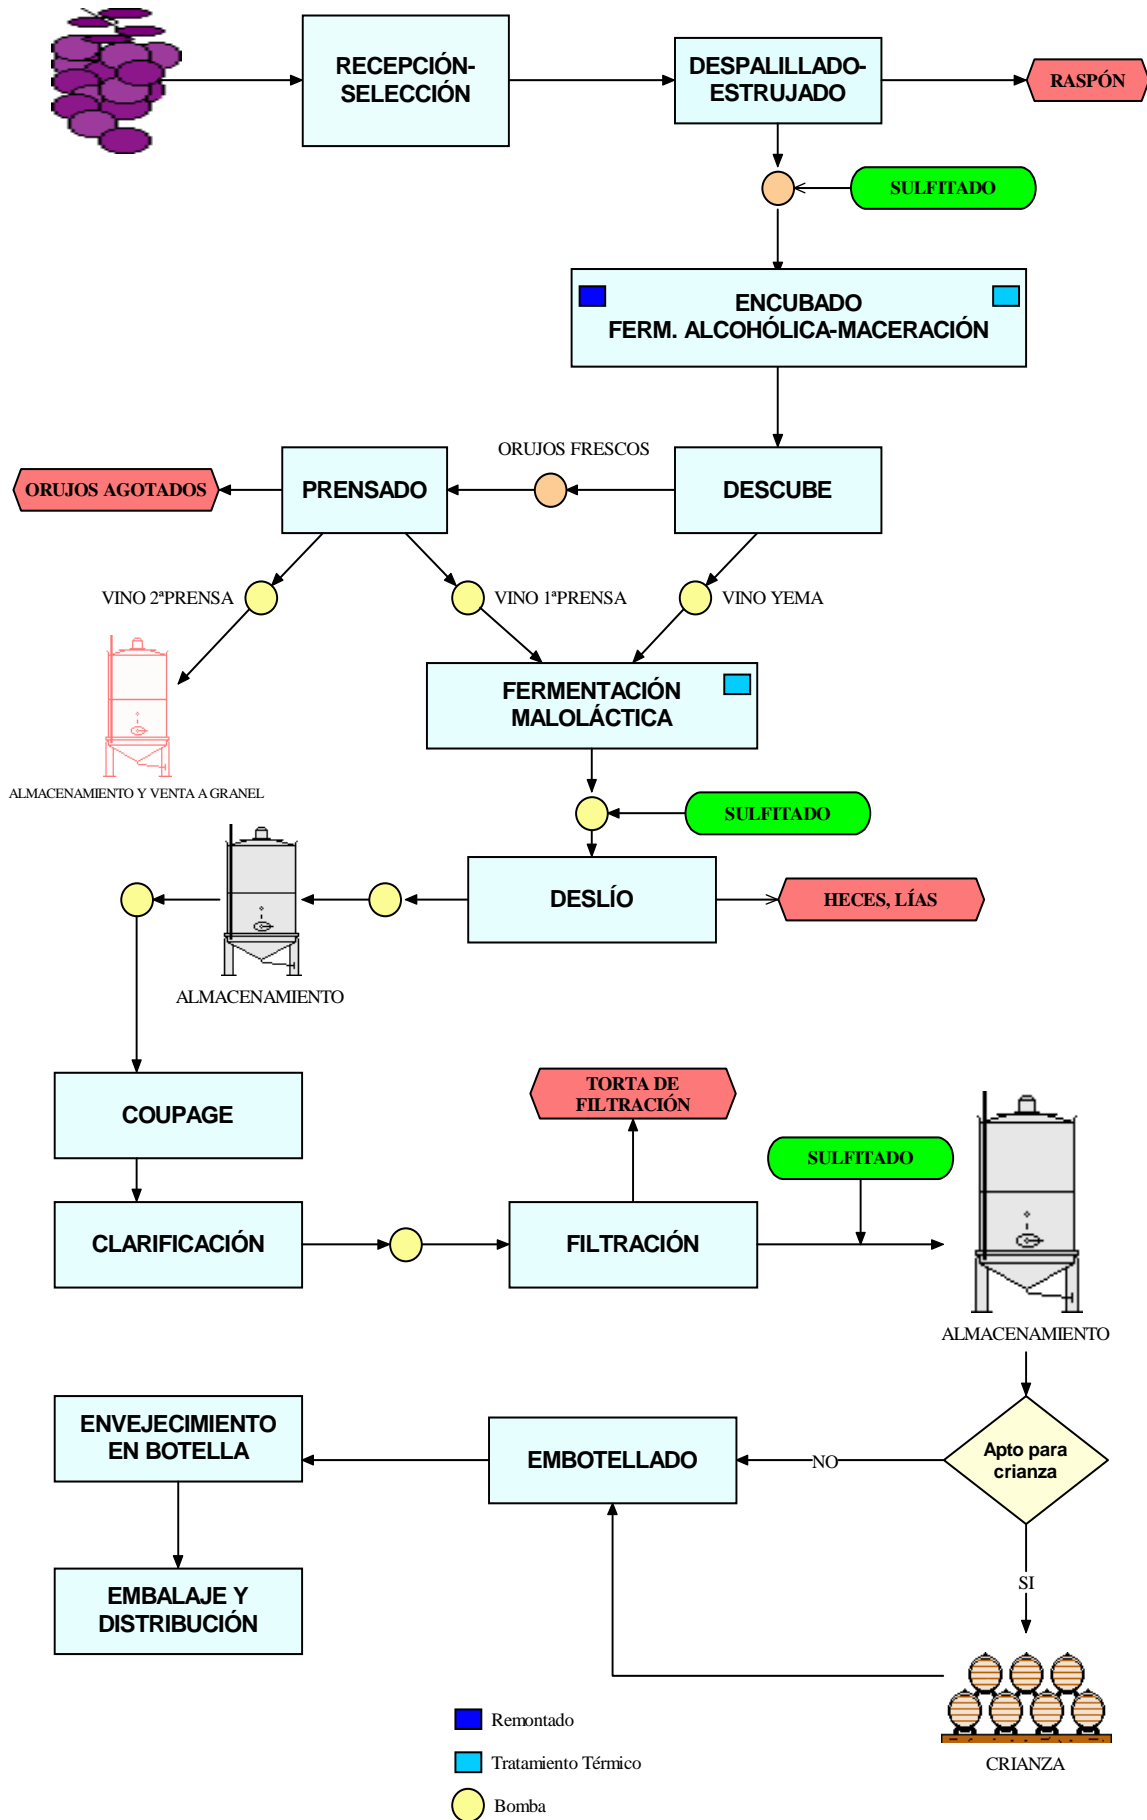 RECEPCIÓN-
SELECCIÓN
DESPALILLADO-
ESTRUJADO
RASPÓN
SULFITADO
ENCUBADO
FERM. ALCOHÓLICA-MACERACIÓN
ORUJOS FRESCOS
ORUJOS AGOTADOS
PRENSADO
DESCUBE
VINO 2ªPRENSA
VINO 1ªPRENSA
VINO YEMA
FERMENTACIÓN
MALOLÁCTICA
ALMACENAMIENTO Y VENTA A GRANEL
SULFITADO
DESLÍO
HECES, LÍAS
ALMACENAMIENTO
COUPAGE
TORTA DE
FILTRACIÓN
SULFITADO
CLARIFICACIÓN
FILTRACIÓN
ALMACENAMIENTO
ENVEJECIMIENTO
EN BOTELLA
EMBOTELLADO
NO
Apto para
crianza
SI
EMBALAJE Y
DISTRIBUCIÓN
Remontado
Tratamiento Térmico
CRIANZA
Bomba